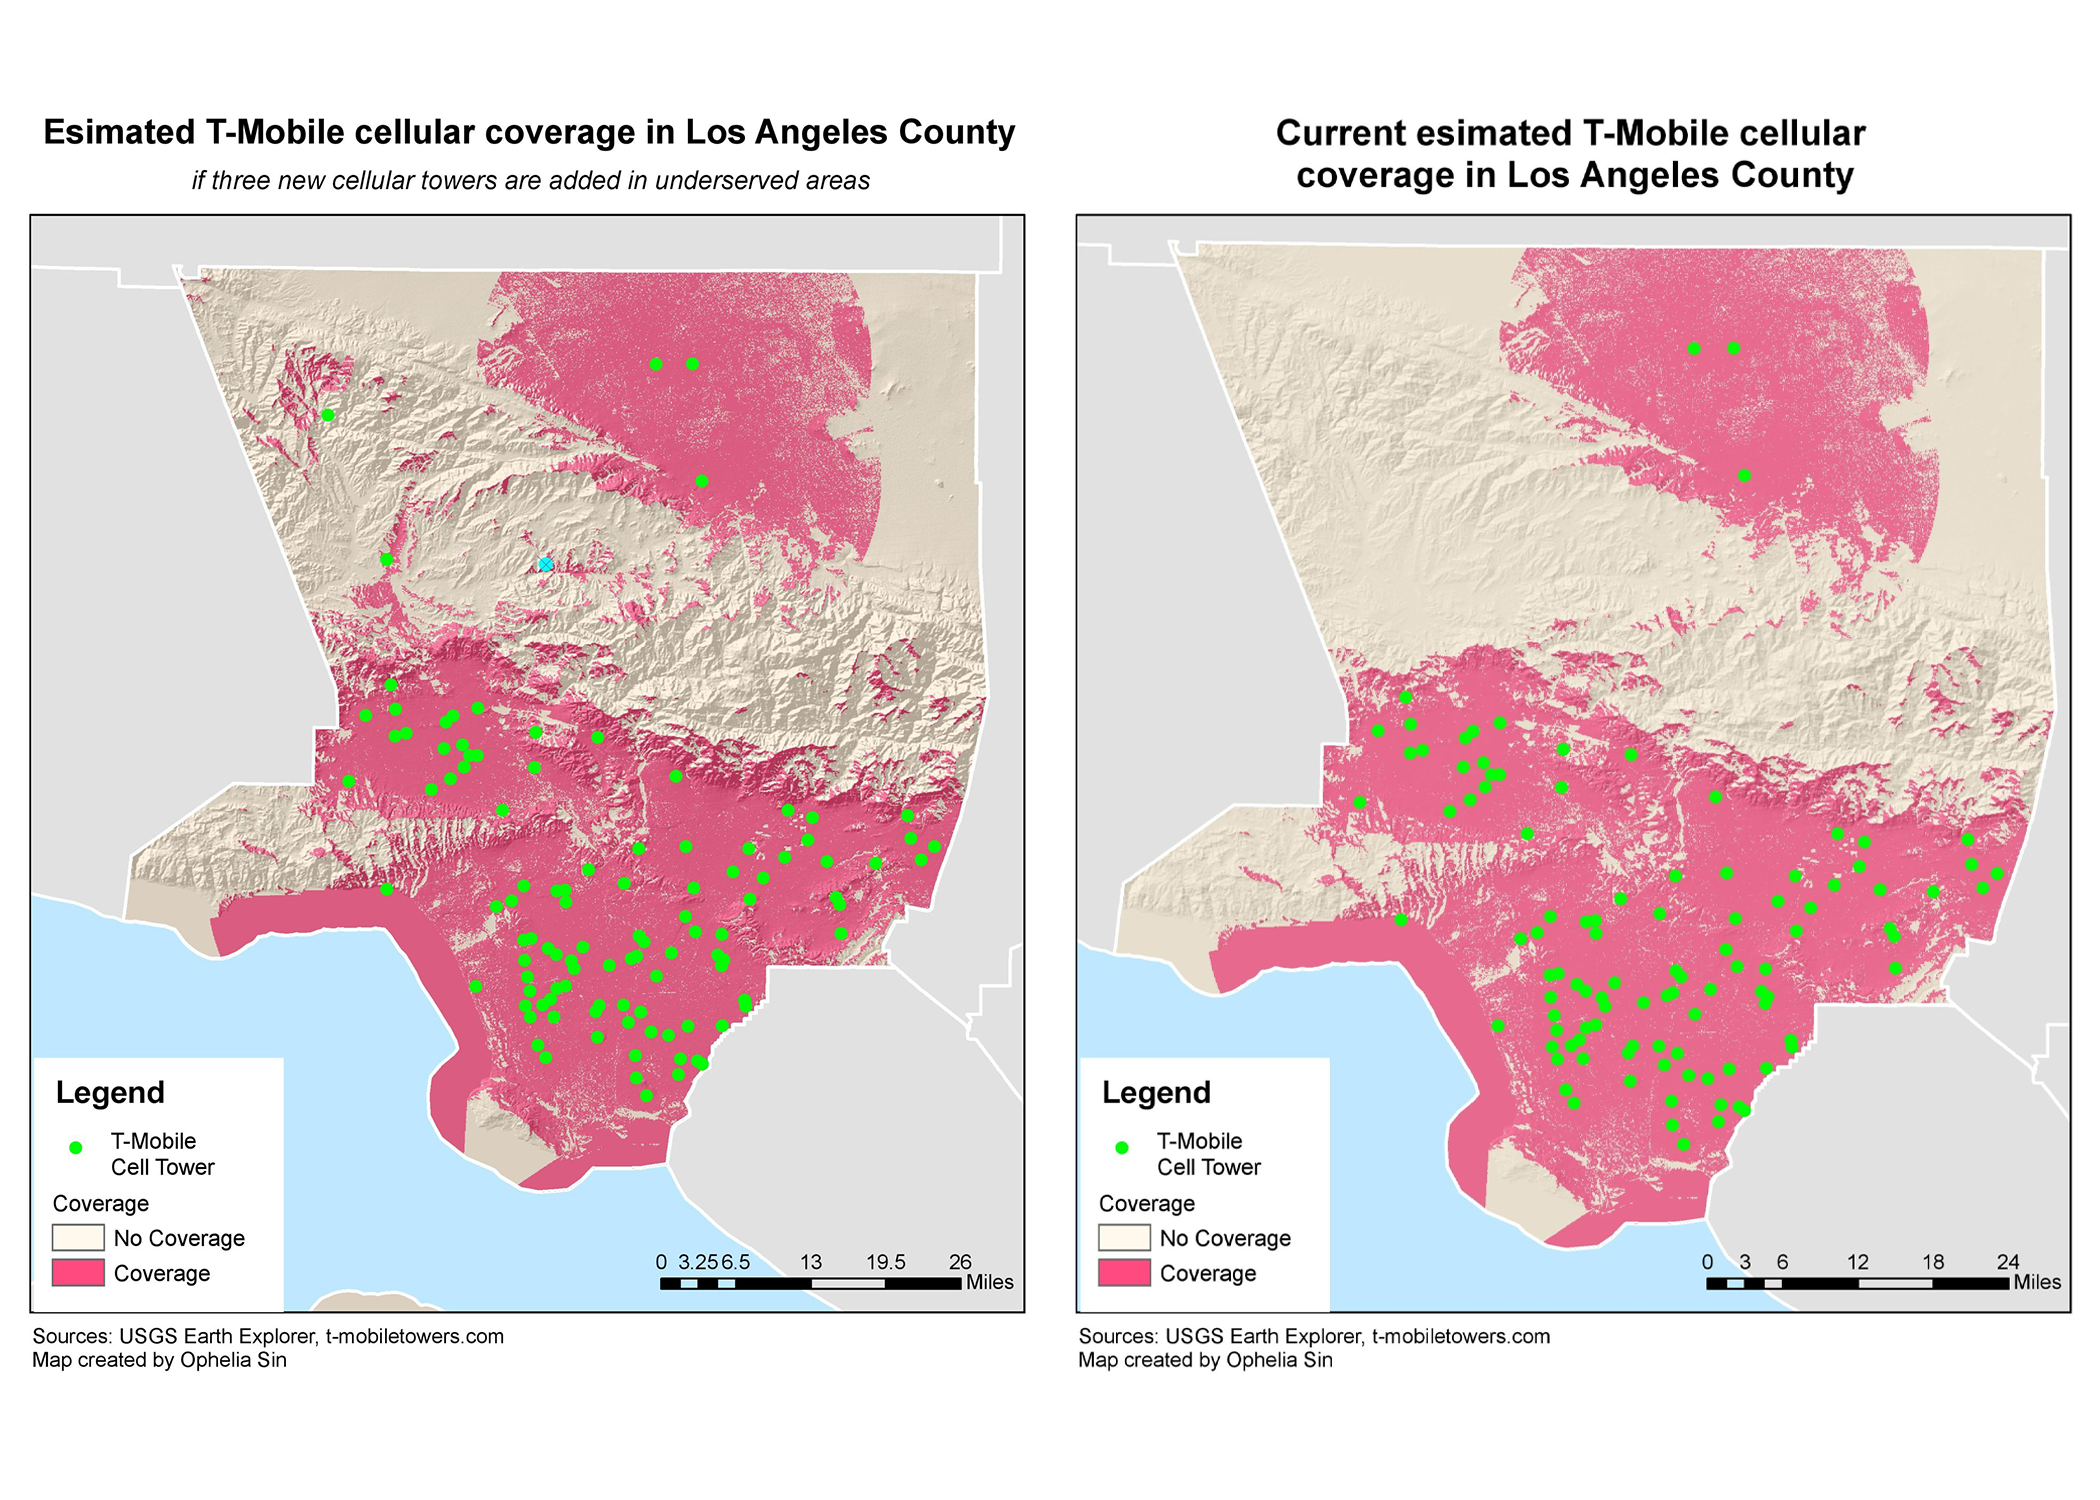 Esimated T-Mobile cellular coverage in Los Angeles County
if three new cellular towers are added in underserved areas
Legend
T-Mobile
Cell Tower
Coverage
No Coverage
Coverage
0 3.25 6.5 13 19.5 26
Miles
Sources: USGS Earth Explorer, t-mobiletowers.com
Map created by Ophelia Sin
Current esimated T-Mobile cellular
coverage in Los Angeles County
Legend
T-Mobile
Cell Tower
Coverage
No Coverage
Coverage
0 3 6 12 18 24
Miles
Sources: USGS Earth Explorer, t-mobiletowers.com
Map created by Ophelia Sin